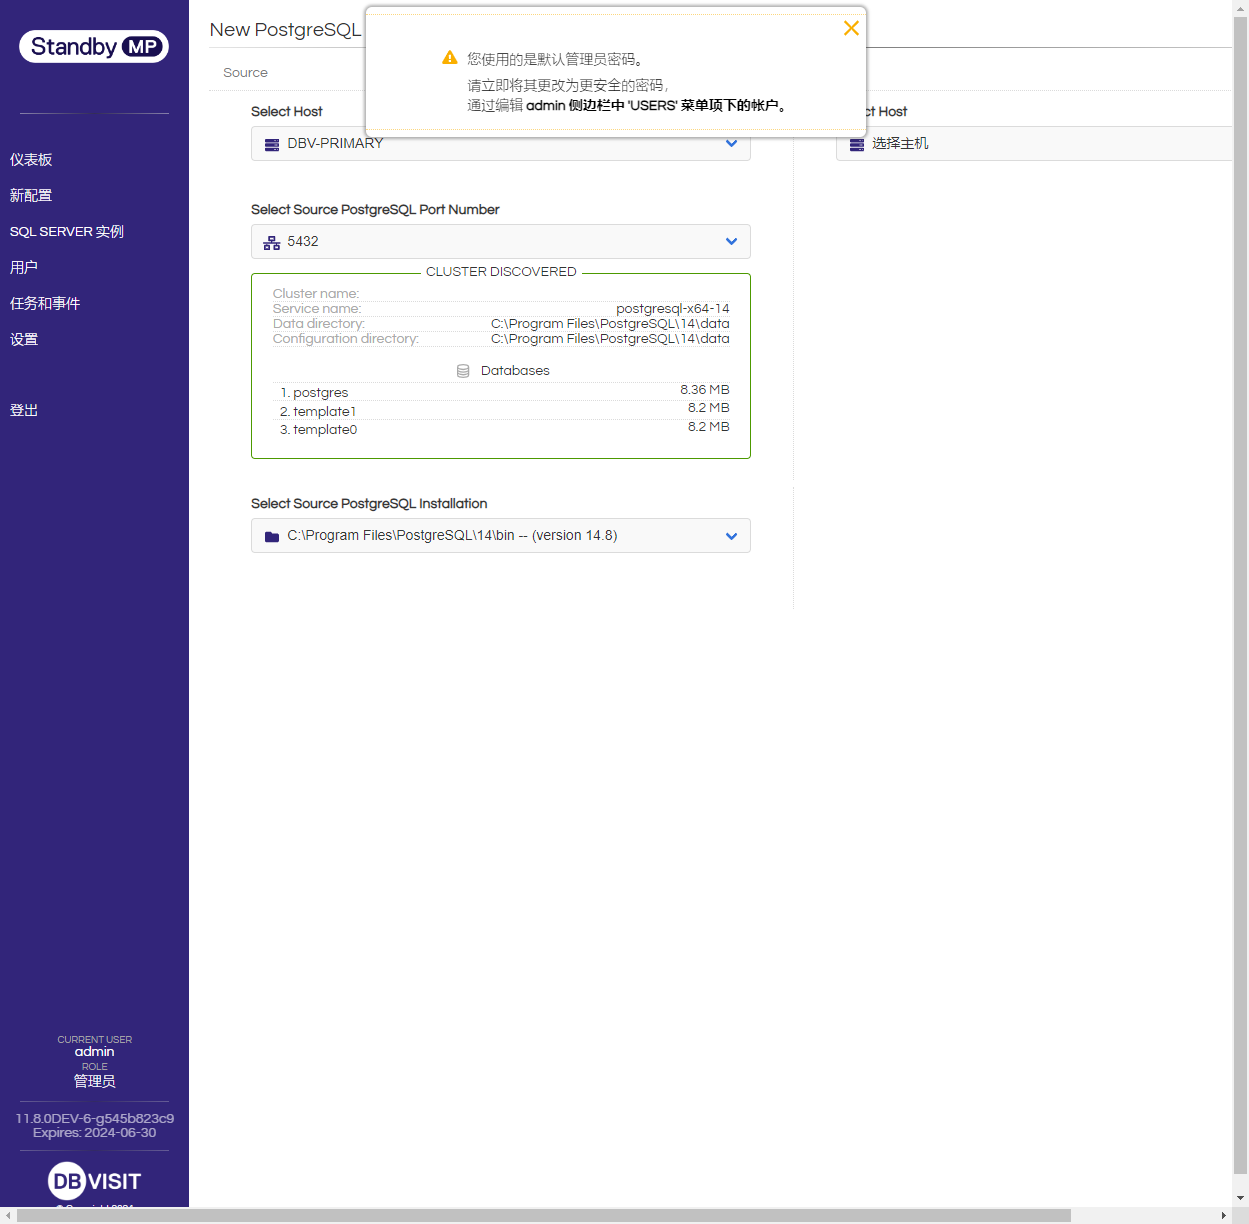 Standby MP
仪表板
新配置
SQL SERVER 实例
用户
任务和事件
设置
登出
CURRENT USER
admin
ROLE
管理员
11.8.0DEV-6-g545b823c9
Expires: 2024-06-30
DBVISIT
New PostgreSQL
您使用的是默认管理员密码。
请立即将其更改为更安全的密码，
通过编辑 admin 侧边栏中 'USERS' 菜单项下的帐户。
Source
Select Host
DBV-PRIMARY
Select Source PostgreSQL Port Number
5432
CLUSTER DISCOVERED
Cluster name:
Service name: postgresql-x64-14
Data directory: C:\Program Files\PostgreSQL\14\data
Configuration directory: C:\Program Files\PostgreSQL\14\data
Databases
1. postgres 8.36 MB
2. template1 8.2 MB
3. template0 8.2 MB
Select Source PostgreSQL Installation
C:\Program Files\PostgreSQL\14\bin -- (version 14.8)
ct Host
选择主机